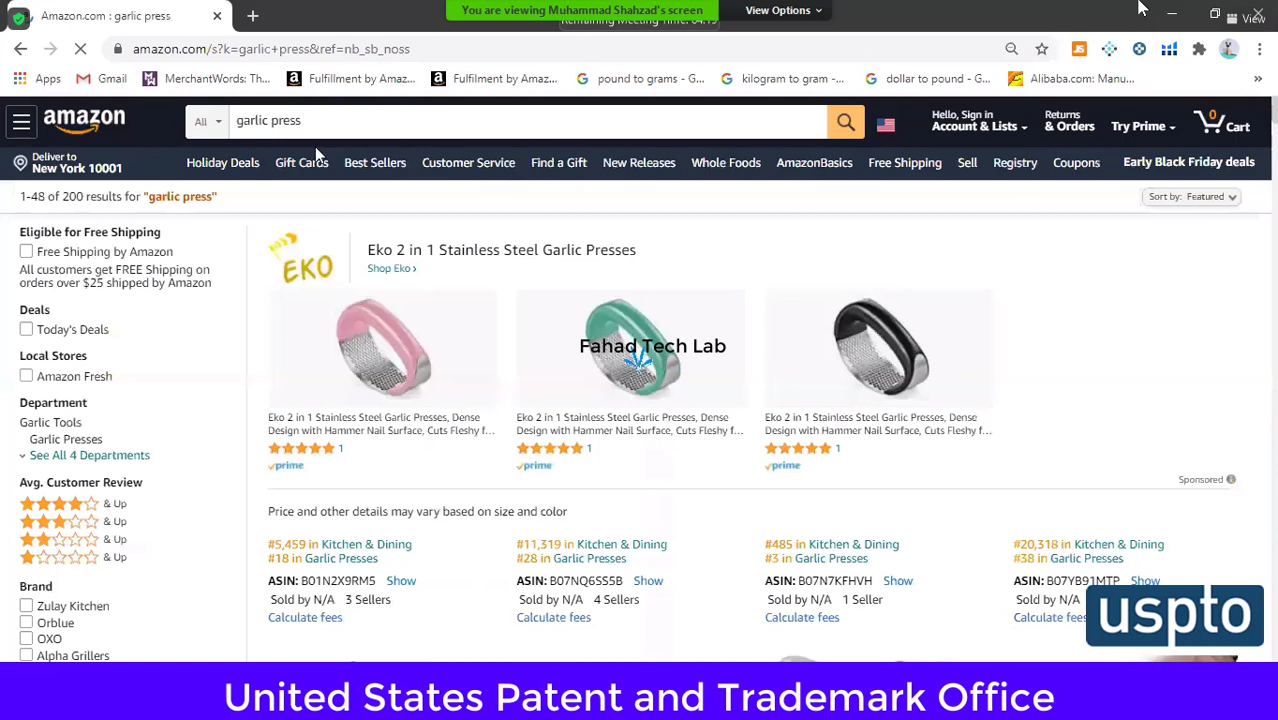 Amazon.com : garlic press
You are viewing Muhammad Shahzad's screen
View Options
View
amazon.com/s?k=garlic+press&ref=nb_sb_noss
Apps
Gmail
MerchantWords: Th...
Fulfillment by Amaz...
Fulfilment by Amaz...
pound to grams - G...
kilogram to gram -...
dollar to pound - G...
Alibaba.com: Manu...
amazon
All
garlic press
Hello, Sign in
Account & Lists
Returns
& Orders
Try Prime
0
Cart
Deliver to
New York 10001
Holiday Deals
Gift Cards
Best Sellers
Customer Service
Find a Gift
New Releases
Whole Foods
AmazonBasics
Free Shipping
Sell
Registry
Coupons
Early Black Friday deals
1-48 of 200 results for "garlic press"
Sort by: Featured
Eligible for Free Shipping
Free Shipping by Amazon
All customers get FREE Shipping on
orders over $25 shipped by Amazon
Deals
Today's Deals
Local Stores
Amazon Fresh
Department
Garlic Tools
Garlic Presses
See All 4 Departments
Avg. Customer Review
& Up
& Up
& Up
& Up
Brand
Zulay Kitchen
Orblue
OXO
Alpha Grillers
EKO
Eko 2 in 1 Stainless Steel Garlic Presses
Shop Eko ›
Fahad Tech Lab
Eko 2 in 1 Stainless Steel Garlic Presses, Dense
Design with Hammer Nail Surface, Cuts Fleshy f...
1
prime
Eko 2 in 1 Stainless Steel Garlic Presses, Dense
Design with Hammer Nail Surface, Cuts Fleshy f...
1
prime
Eko 2 in 1 Stainless Steel Garlic Presses, Dense
Design with Hammer Nail Surface, Cuts Fleshy f...
1
prime
Sponsored
Price and other details may vary based on size and color
#5,459 in Kitchen & Dining
#18 in Garlic Presses
ASIN: B01N2X9RM5 Show
Sold by N/A 3 Sellers
Calculate fees
#11,319 in Kitchen & Dining
#28 in Garlic Presses
ASIN: B07NQ6SS5B Show
Sold by N/A 4 Sellers
Calculate fees
#485 in Kitchen & Dining
#3 in Garlic Presses
ASIN: B07N7KFHVH Show
Sold by N/A 1 Seller
Calculate fees
#20,318 in Kitchen & Dining
#38 in Garlic Presses
ASIN: B07YB91MTP Show
Sold by N/A
Calculate fees
uspto
United States Patent and Trademark Office